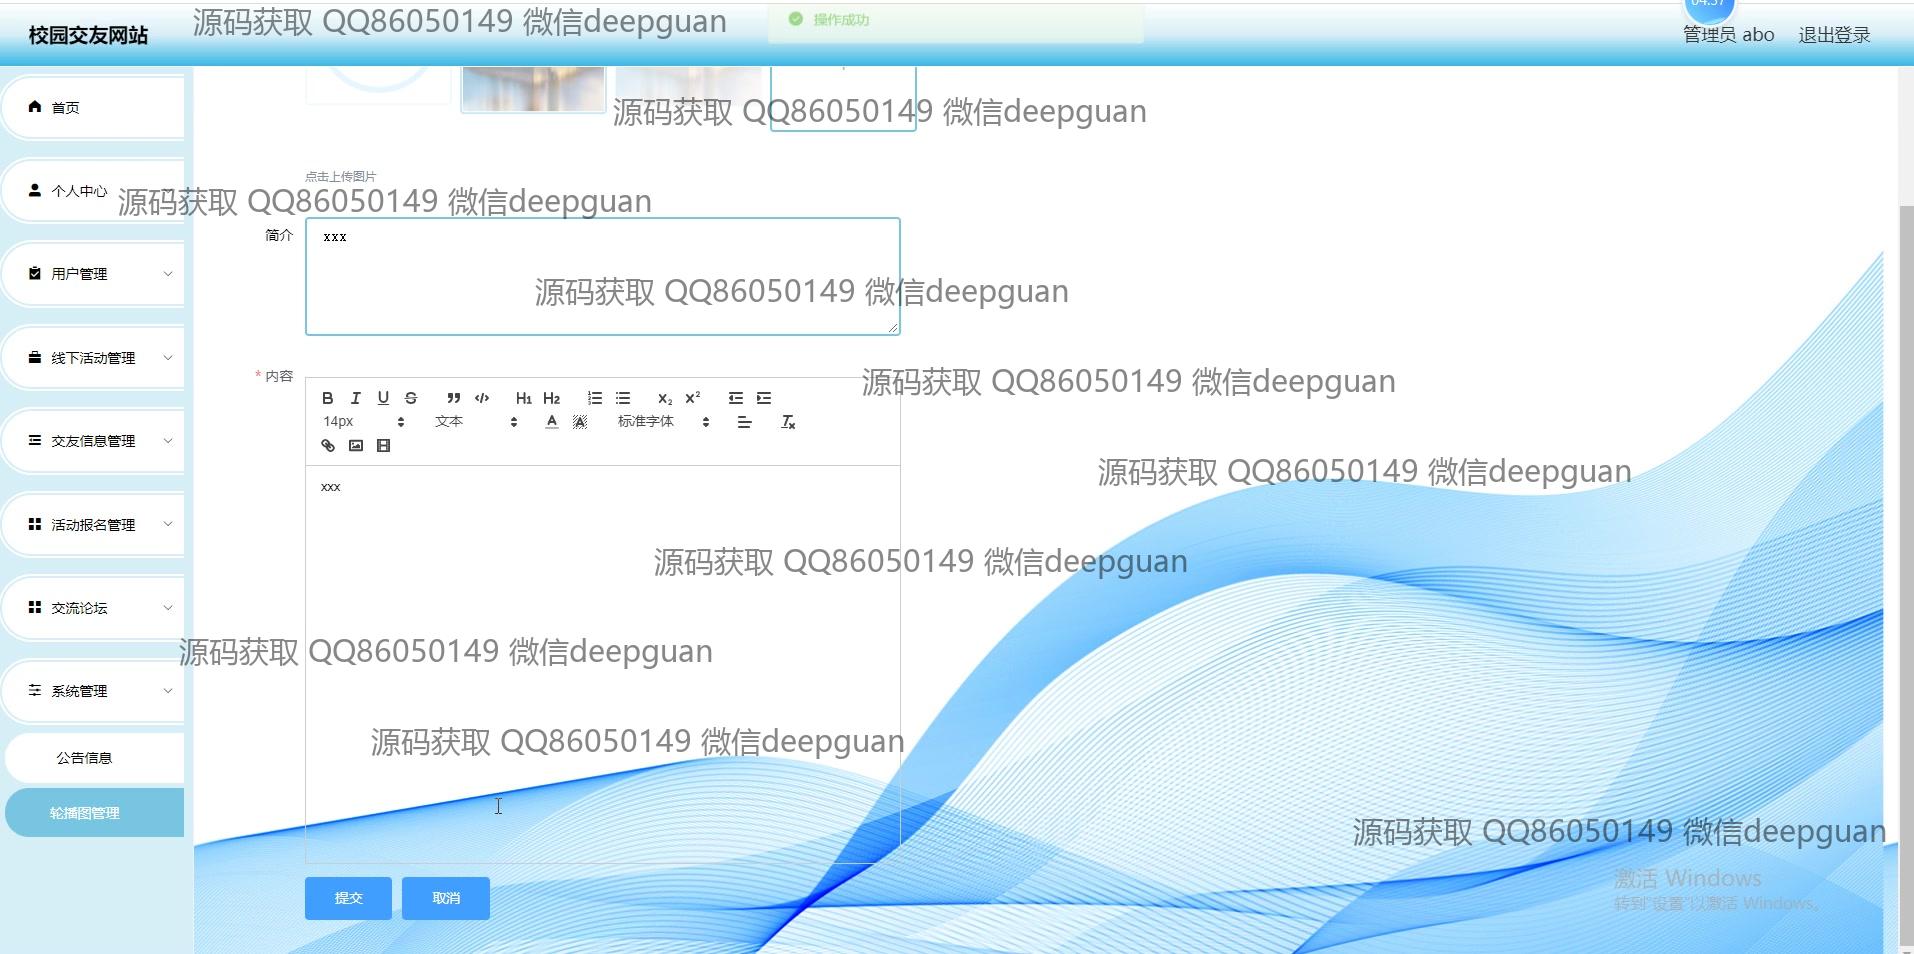 校园交友网站
源码获取 QQ86050149 微信deepguan
操作成功
04:57
管理员 abo
退出登录
首页
源码获取 QQ86050149 微信deepguan
点击上传图片
个人中心
源码获取 QQ86050149 微信deepguan
简介
xxx
用户管理
源码获取 QQ86050149 微信deepguan
线下活动管理
* 内容
源码获取 QQ86050149 微信deepguan
B I U S H1 H2 X2 X2
14px 文本 A A 标准字体 Tx
交友信息管理
源码获取 QQ86050149 微信deepguan
xxx
活动报名管理
源码获取 QQ86050149 微信deepguan
交流论坛
源码获取 QQ86050149 微信deepguan
系统管理
源码获取 QQ86050149 微信deepguan
公告信息
轮播图管理
源码获取 QQ86050149 微信deepguan
激活 Windows
转到"设置"以激活 Windows。
提交
取消